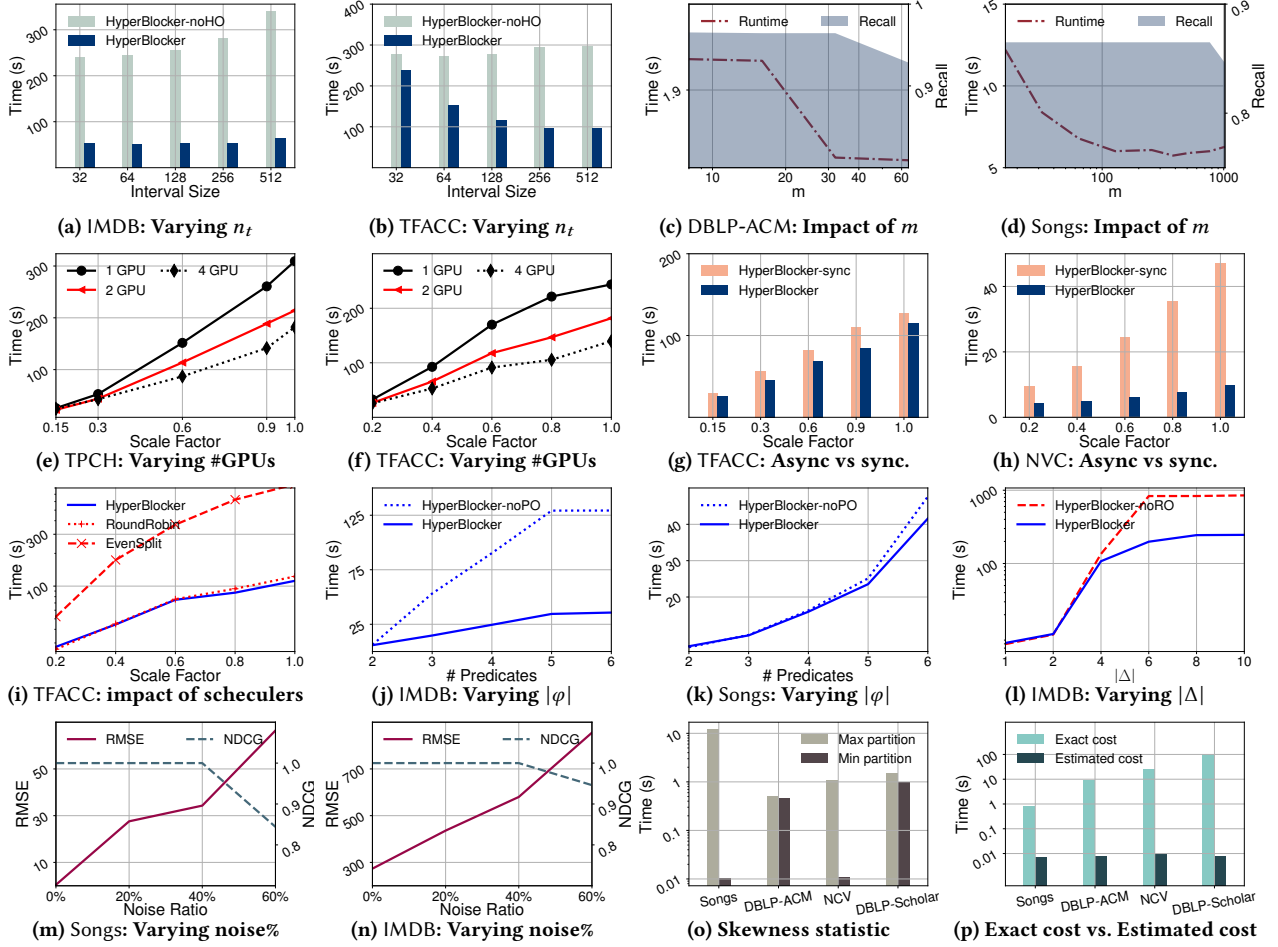 HyperBlocker-noHO
HyperBlocker
Time (s)
300
200
100
32 64 128 256 512
Interval Size
(a) IMDB: Varying n_t
HyperBlocker-noHO
HyperBlocker
Time (s)
400
300
200
100
32 64 128 256 512
Interval Size
(b) TFACC: Varying n_t
Runtime Recall
Time (s)
1.9
1
0.9
Recall
10 20 30 40 60
m
(c) DBLP-ACM: Impact of m
Runtime Recall
Time (s)
15
10
5
0.9
0.8
Recall
100 1000
m
(d) Songs: Impact of m
1 GPU 4 GPU
2 GPU
Time (s)
300
200
100
0.15 0.3 0.6 0.9 1.0
Scale Factor
(e) TPCH: Varying #GPUs
1 GPU 4 GPU
2 GPU
Time (s)
300
200
100
0.2 0.4 0.6 0.8 1.0
Scale Factor
(f) TFACC: Varying #GPUs
HyperBlocker-sync
HyperBlocker
Time (s)
200
100
0.15 0.3 0.6 0.9 1.0
Scale Factor
(g) TFACC: Async vs sync.
HyperBlocker-sync
HyperBlocker
Time (s)
40
20
0
0.2 0.4 0.6 0.8 1.0
Scale Factor
(h) NVC: Async vs sync.
HyperBlocker
RoundRobin
EvenSplit
Time (s)
300
100
0.2 0.4 0.6 0.8 1.0
Scale Factor
(i) TFACC: impact of scheculers
HyperBlocker-noPO
HyperBlocker
Time (s)
125
75
25
2 3 4 5 6
# Predicates
(j) IMDB: Varying |φ|
HyperBlocker-noPO
HyperBlocker
Time (s)
40
30
20
2 3 4 5 6
# Predicates
(k) Songs: Varying |φ|
HyperBlocker-noRO
HyperBlocker
Time (s)
1000
100
1 2 4 6 8 10
|Δ|
(l) IMDB: Varying |Δ|
RMSE NDCG
RMSE
50
30
10
1.0
0.9
0.8
NDCG
0% 20% 40% 60%
Noise Ratio
(m) Songs: Varying noise%
RMSE NDCG
RMSE
700
500
300
1.0
0.9
0.8
NDCG
0% 20% 40% 60%
Noise Ratio
(n) IMDB: Varying noise%
Max partition
Min partition
Time (s)
10
1
0.1
0.01
Songs DBLP-ACM NCV DBLP-Scholar
(o) Skewness statistic
Exact cost
Estimated cost
Time (s)
100
10
1
0.1
0.01
Songs DBLP-ACM NCV DBLP-Scholar
(p) Exact cost vs. Estimated cost